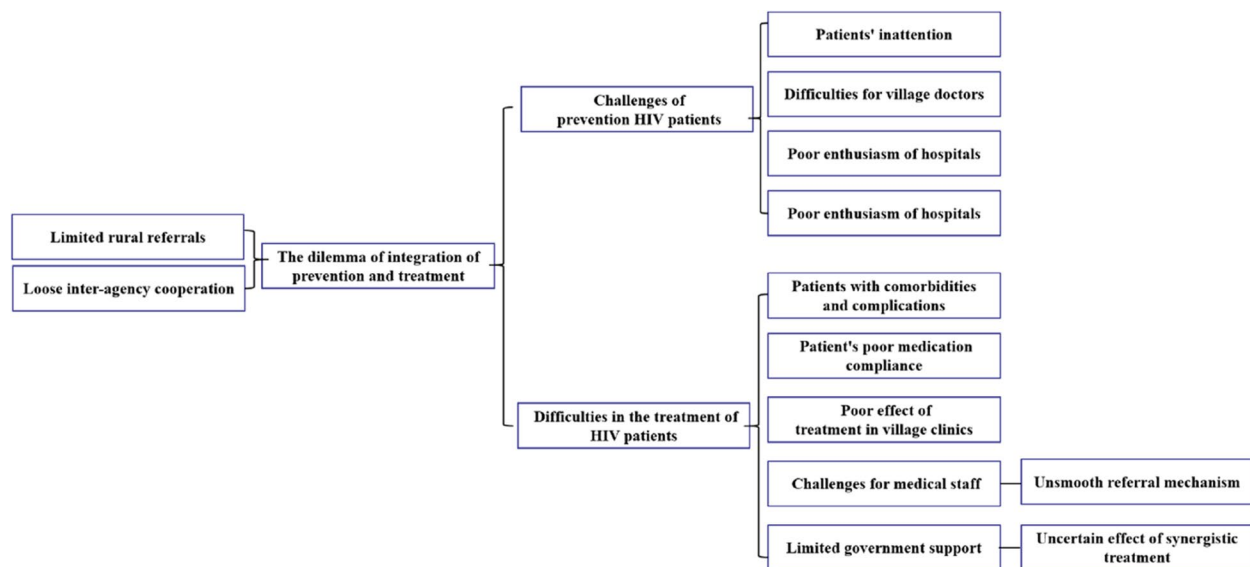 Limited rural referrals
Loose inter-agency cooperation
The dilemma of integration of
prevention and treatment
Challenges of
prevention HIV patients
Patients' inattention
Difficulties for village doctors
Poor enthusiasm of hospitals
Poor enthusiasm of hospitals
Difficulties in the treatment of
HIV patients
Patients with comorbidities
and complications
Patient's poor medication
compliance
Poor effect of
treatment in village clinics
Challenges for medical staff
Unsmooth referral mechanism
Limited government support
Uncertain effect of synergistic
treatment